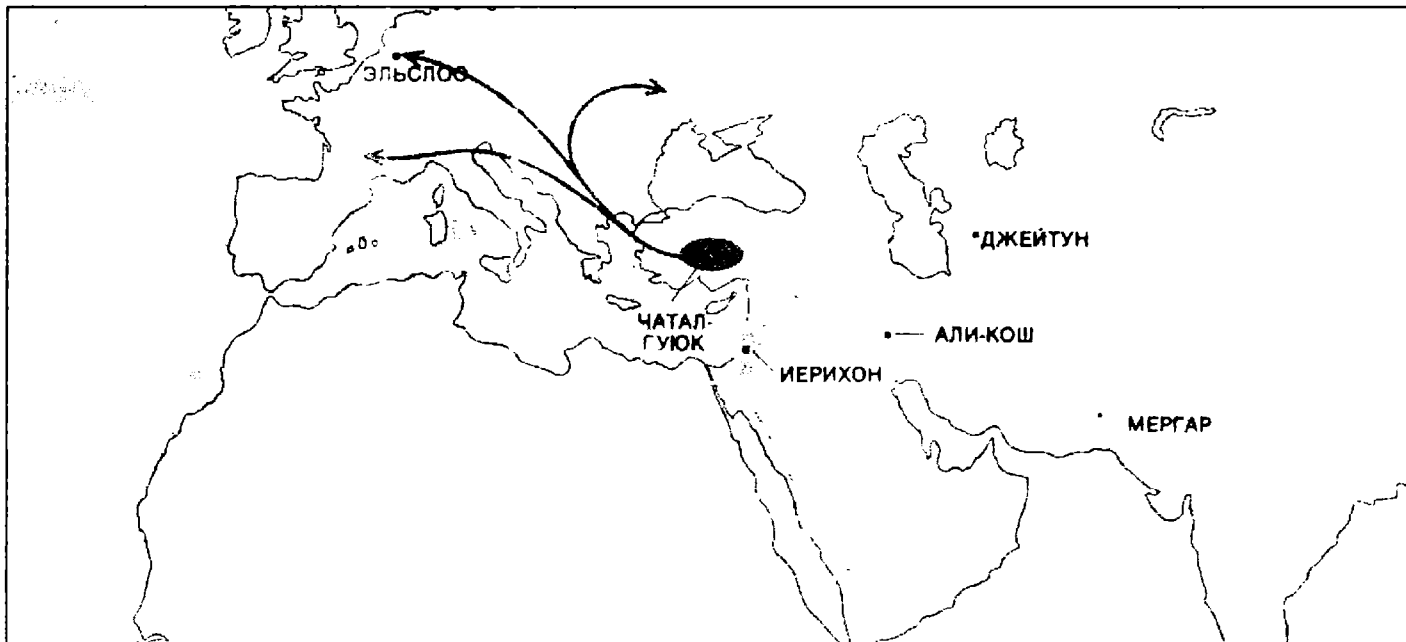 ЭЛЬСЛОО
ДЖЕЙТУН
ЧАТАЛ-
ГУЮК
АЛИ-КОШ
ИЕРИХОН
МЕРГАР